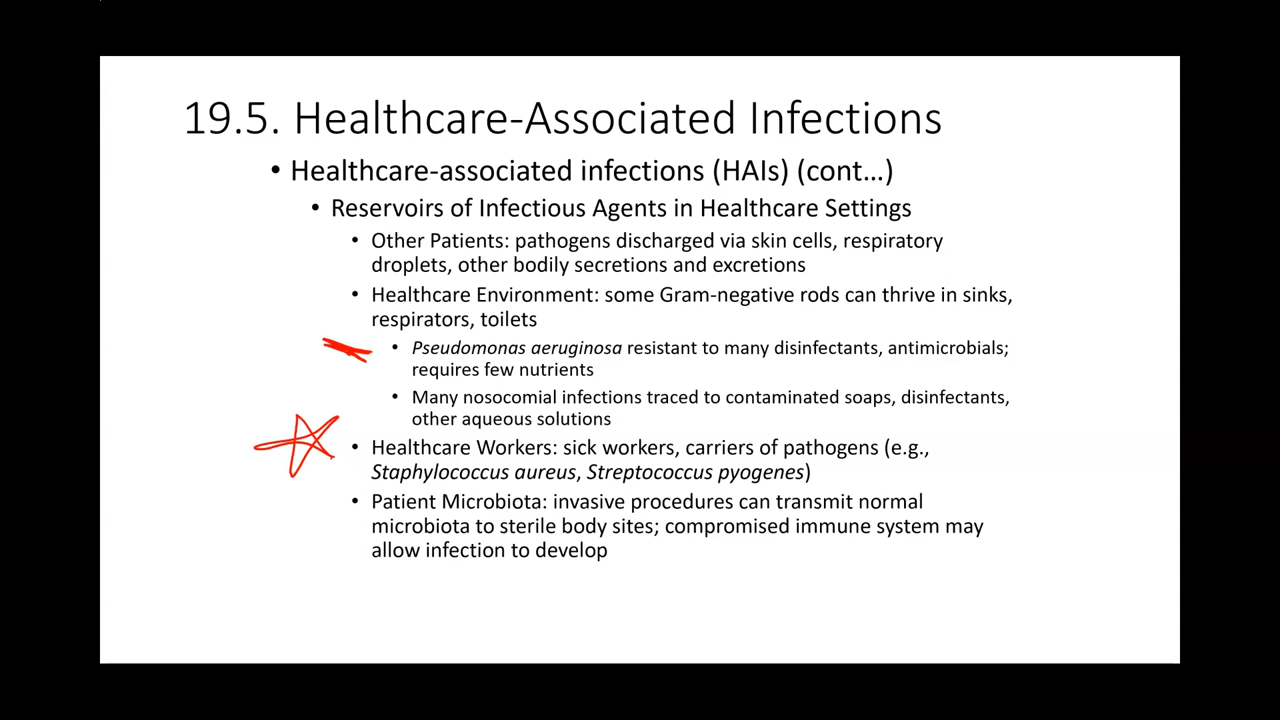 19.5. Healthcare-Associated Infections
• Healthcare-associated infections (HAIs) (cont…)
• Reservoirs of Infectious Agents in Healthcare Settings
• Other Patients: pathogens discharged via skin cells, respiratory
droplets, other bodily secretions and excretions
• Healthcare Environment: some Gram-negative rods can thrive in sinks,
respirators, toilets
• Pseudomonas aeruginosa resistant to many disinfectants, antimicrobials;
requires few nutrients
• Many nosocomial infections traced to contaminated soaps, disinfectants,
other aqueous solutions
• Healthcare Workers: sick workers, carriers of pathogens (e.g.,
Staphylococcus aureus, Streptococcus pyogenes)
• Patient Microbiota: invasive procedures can transmit normal
microbiota to sterile body sites; compromised immune system may
allow infection to develop